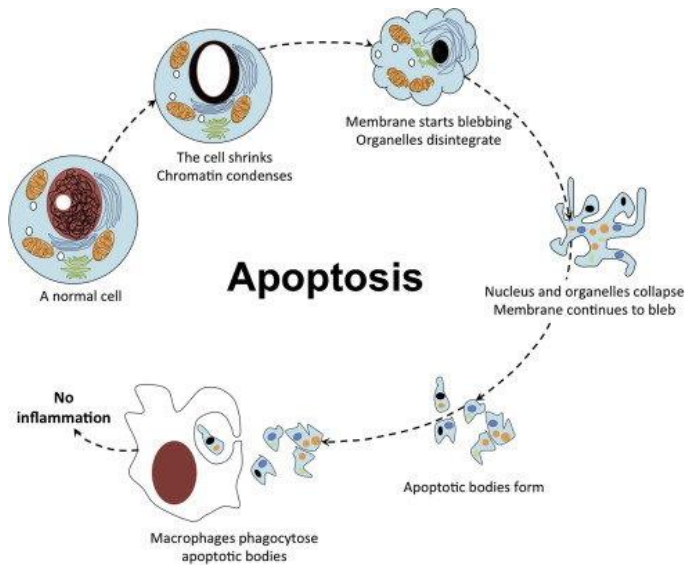 Apoptosis
A normal cell
The cell shrinks
Chromatin condenses
Membrane starts blebbing
Organelles disintegrate
Nucleus and organelles collapse
Membrane continues to bleb
Apoptotic bodies form
Macrophages phagocytose
apoptotic bodies
No
inflammation